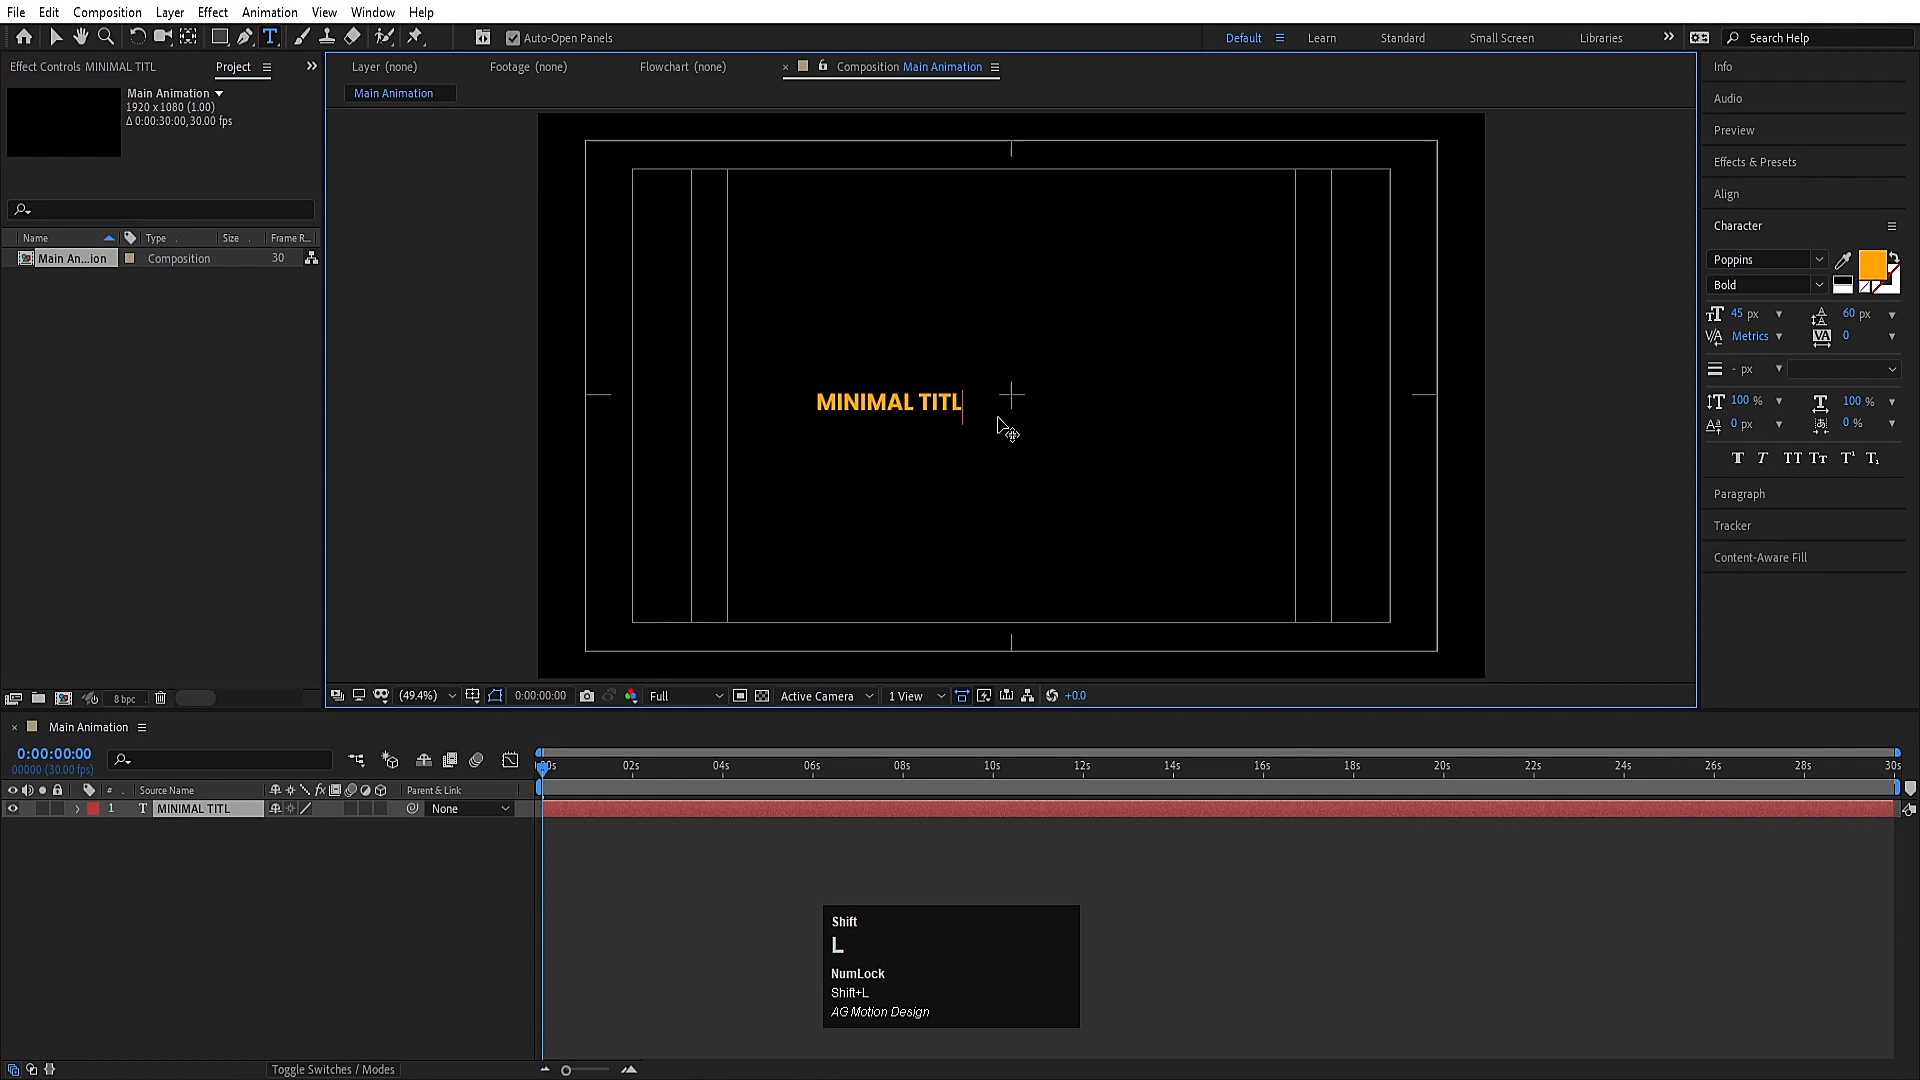 File Edit Composition Layer Effect Animation View Window Help
Auto-Open Panels
Default Learn Standard Small Screen Libraries Search Help
Effect Controls MINIMAL TITL Project
Layer (none) Footage (none) Flowchart (none) Composition Main Animation
Main Animation
Main Animation
1920 x 1080 (1.00)
Δ 0:00:30:00, 30.00 fps
Name Type Size Frame R...
Main An...ion Composition 30
MINIMAL TITL
Info
Audio
Preview
Effects & Presets
Align
Character
Poppins
Bold
45 px 60 px
Metrics 0
- px
100 % 100 %
0 px 0 %
T T TT Tt T¹ T₁
Paragraph
Tracker
Content-Aware Fill
8 bpc
(49.4%) 0:00:00:00 Full Active Camera 1 View +0.0
Main Animation
0:00:00:00
00000 (30.00 fps)
00s 02s 04s 06s 08s 10s 12s 14s 16s 18s 20s 22s 24s 26s 28s 30s
# Source Name fx Parent & Link
1 T MINIMAL TITL None
Shift
L
NumLock
Shift+L
AG Motion Design
Toggle Switches / Modes